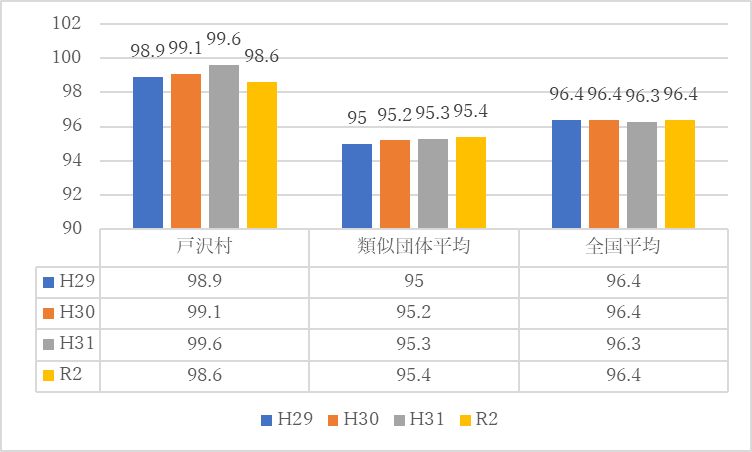 102
100
98
96
94
92
90
98.9 99.1 99.6 98.6
95 95.2 95.3 95.4
96.4 96.4 96.3 96.4
戸沢村 類似団体平均 全国平均
H29 98.9 95 96.4
H30 99.1 95.2 96.4
H31 99.6 95.3 96.3
R2 98.6 95.4 96.4
H29 H30 H31 R2